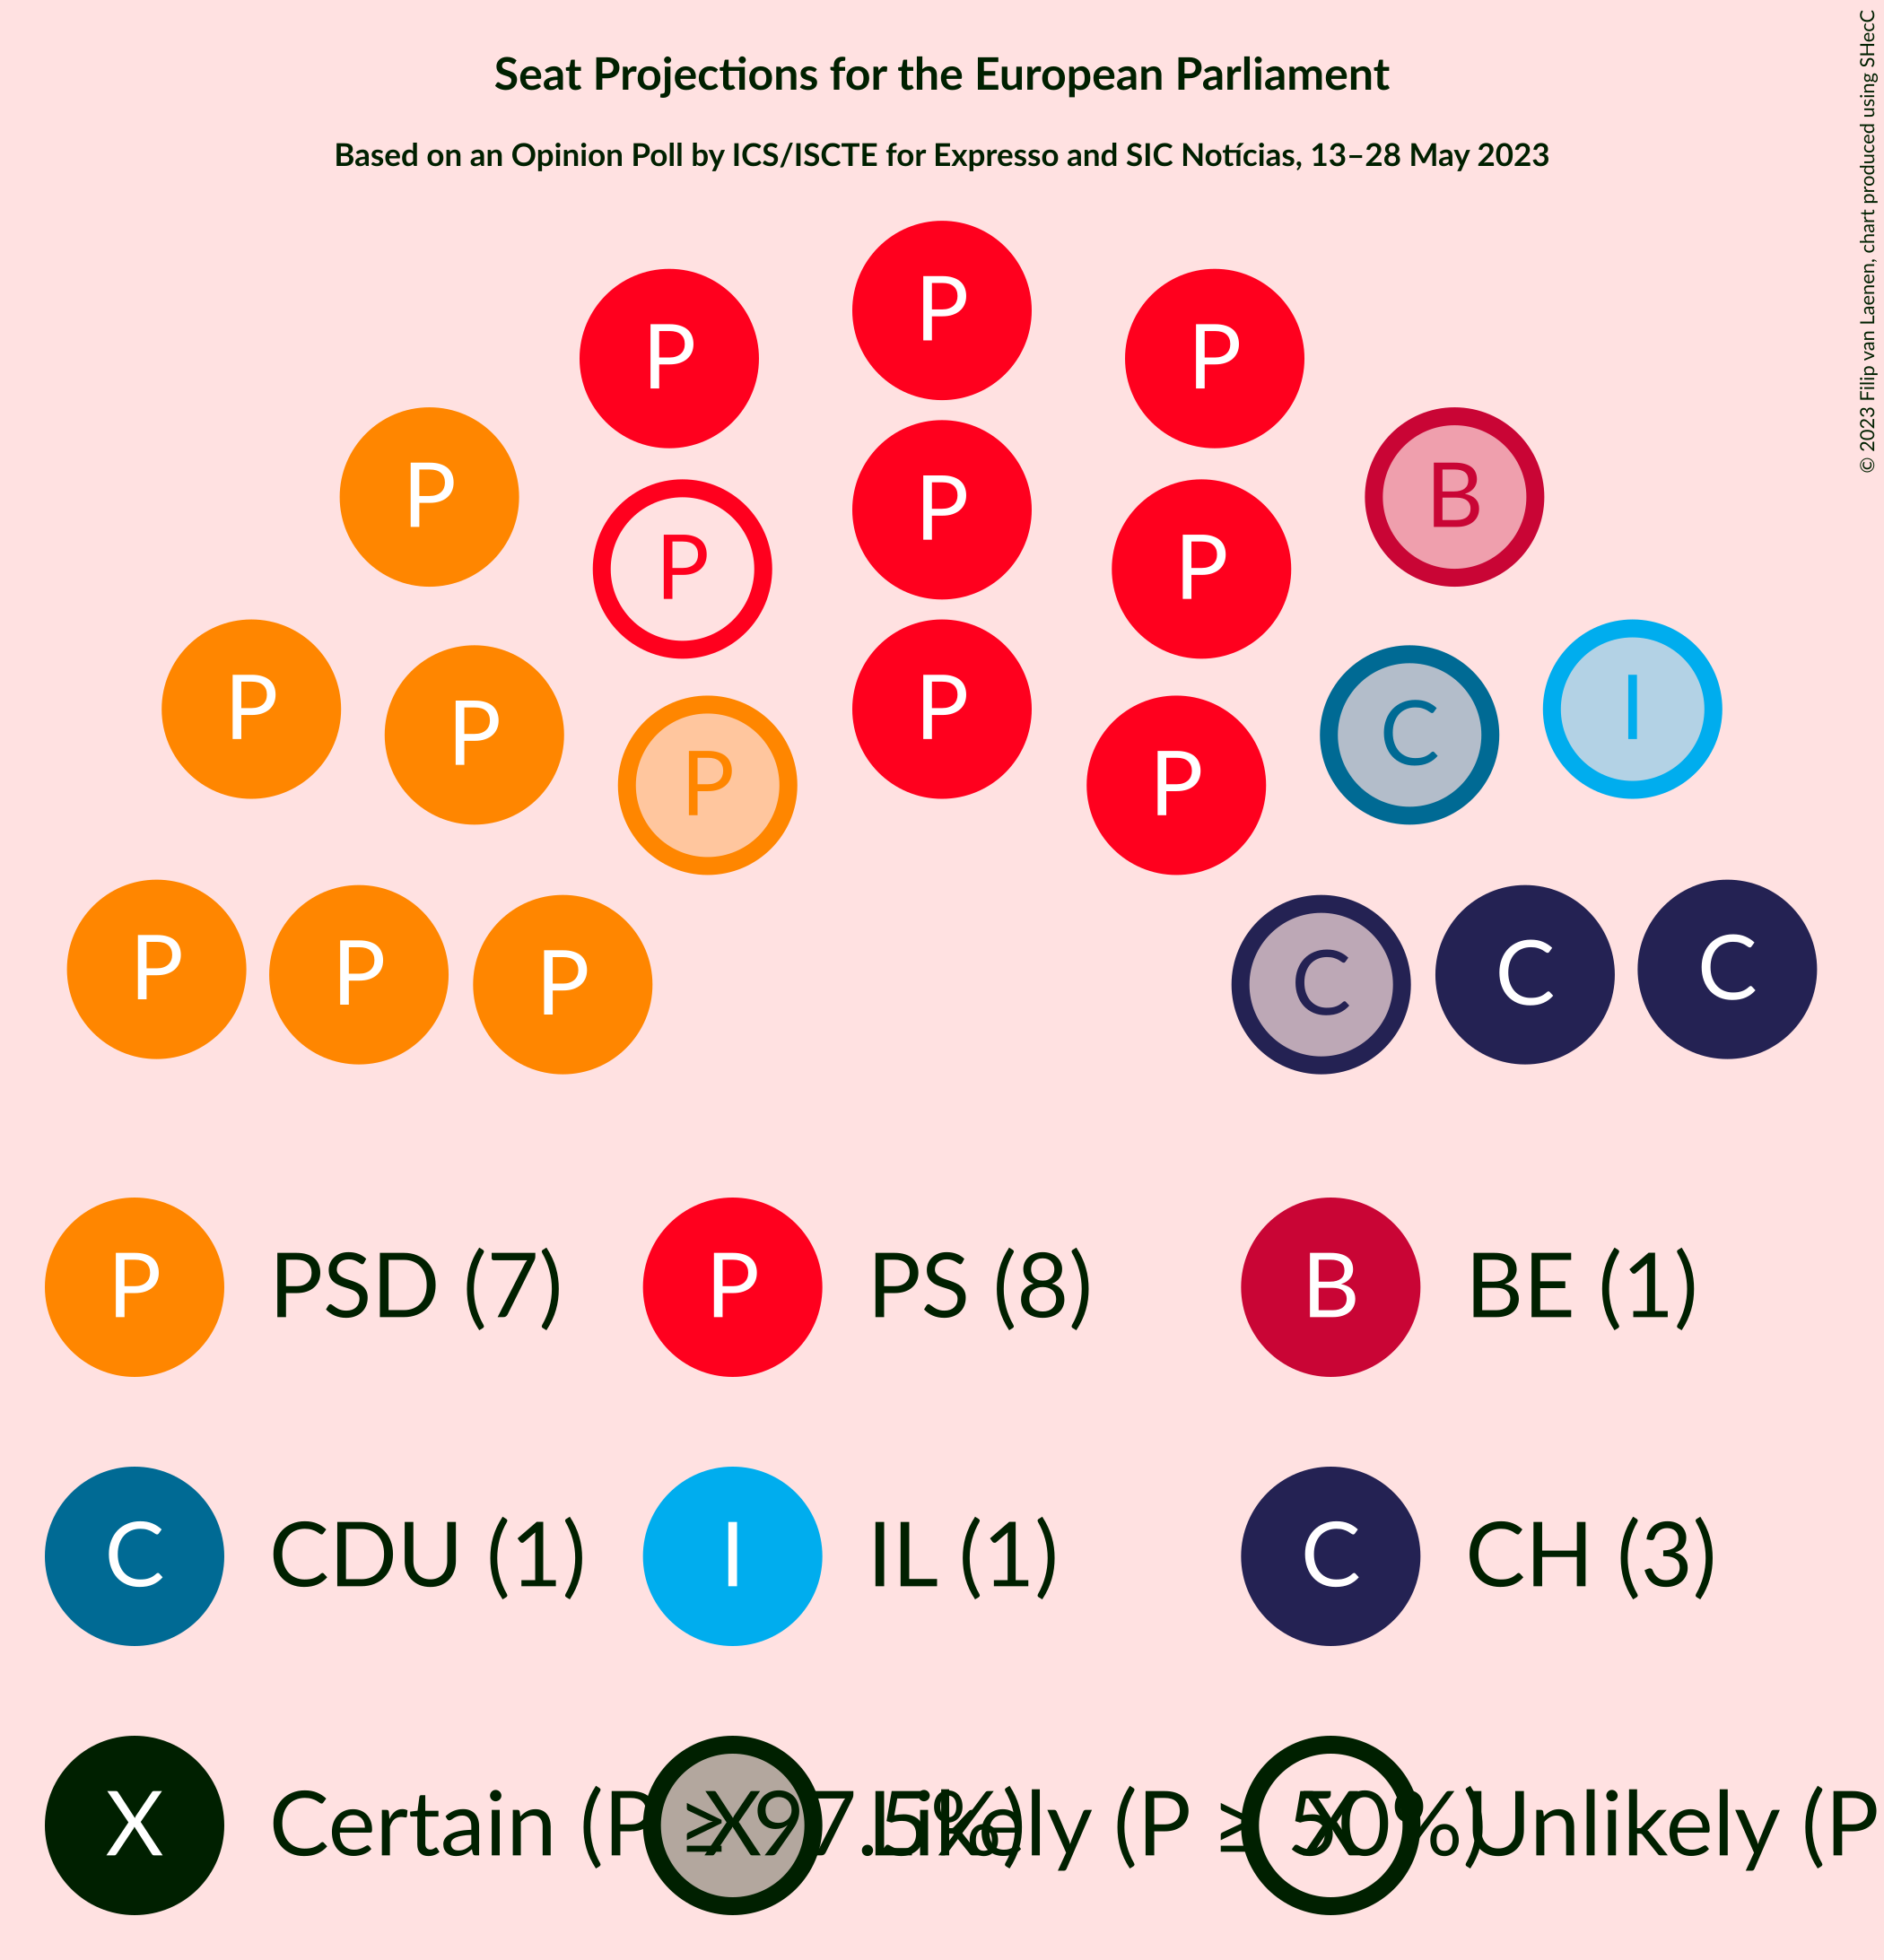 Seat Projections for the European Parliament
Based on an Opinion Poll by ICS/ISCTE for Expresso and SIC Notícias, 13–28 May 2023
© 2023 Filip van Laenen, chart produced using SHecC
P
P P
P B
P P P
P I
P P C
P P
P P C
P P C C
P PSD (7) P PS (8) B BE (1)
C CDU (1) I IL (1) C CH (3)
X Certain (P ≥ 97.5%) X Likely (P ≥ 50%) X Unlikely (P